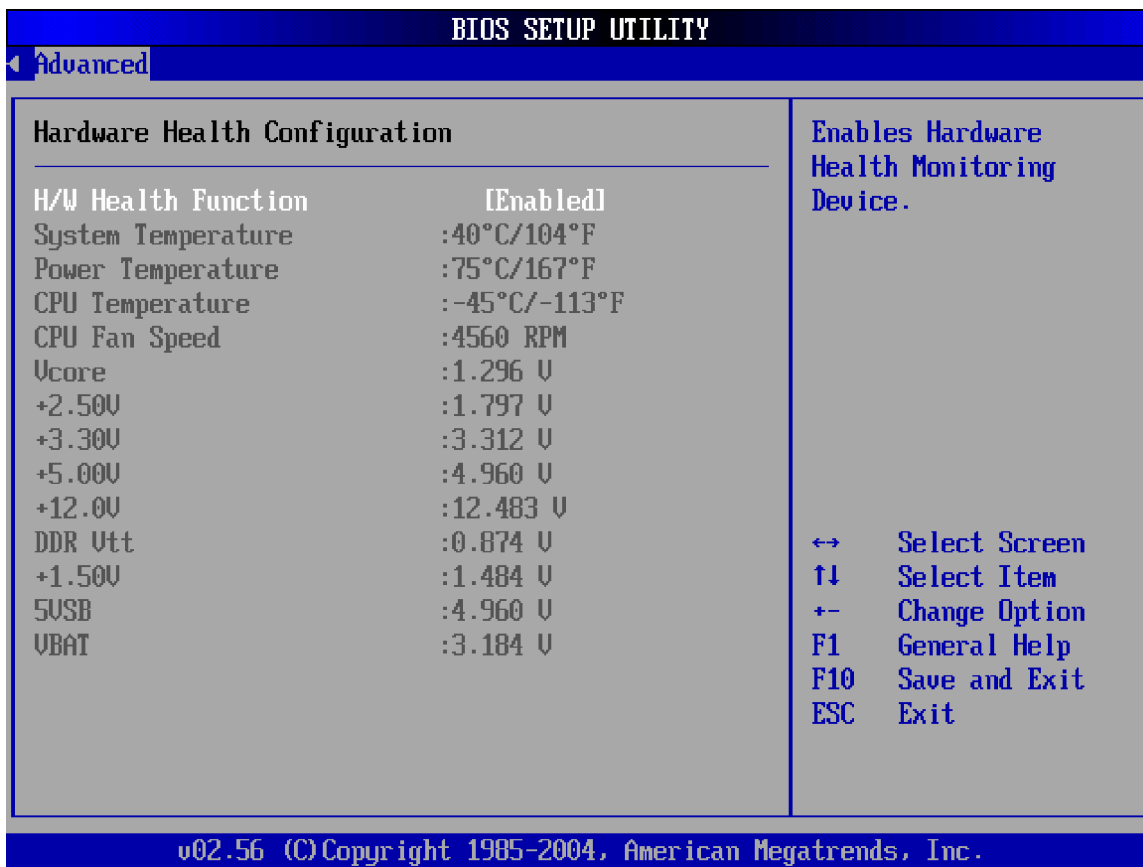 BIOS SETUP UTILITY
Advanced
Hardware Health Configuration
H/W Health Function [Enabled]
System Temperature :40°C/104°F
Power Temperature :75°C/167°F
CPU Temperature :-45°C/-113°F
CPU Fan Speed :4560 RPM
Vcore :1.296 V
+2.50V :1.797 V
+3.30V :3.312 V
+5.00V :4.960 V
+12.0V :12.483 V
DDR Vtt :0.874 V
+1.50V :1.484 V
5VSB :4.960 V
VBAT :3.184 V
Enables Hardware
Health Monitoring
Device.
↔ Select Screen
↑↓ Select Item
+- Change Option
F1 General Help
F10 Save and Exit
ESC Exit
v02.56 (C)Copyright 1985-2004, American Megatrends, Inc.